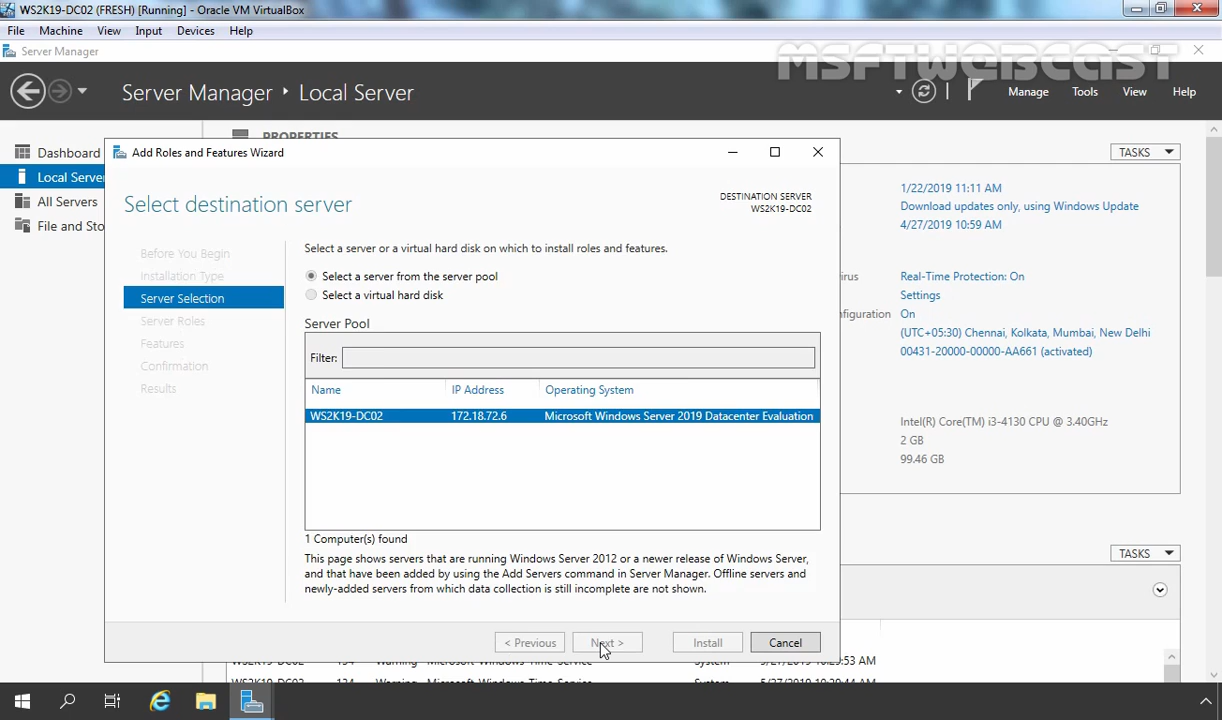 WS2K19-DC02 (FRESH) [Running] - Oracle VM VirtualBox
File Machine View Input Devices Help
Server Manager
MSFTWEBCAST
Server Manager • Local Server
Manage Tools View Help
PROPERTIES
Dashboard
Local Server
All Servers
File and Sto
TASKS
Add Roles and Features Wizard
Select destination server
DESTINATION SERVER
WS2K19-DC02
Before You Begin
Installation Type
Server Selection
Server Roles
Features
Confirmation
Results
Select a server or a virtual hard disk on which to install roles and features.
Select a server from the server pool
Select a virtual hard disk
Server Pool
Filter:
Name IP Address Operating System
WS2K19-DC02 172.18.72.6 Microsoft Windows Server 2019 Datacenter Evaluation
1 Computer(s) found
This page shows servers that are running Windows Server 2012 or a newer release of Windows Server,
and that have been added by using the Add Servers command in Server Manager. Offline servers and
newly-added servers from which data collection is still incomplete are not shown.
< Previous Next > Install Cancel
1/22/2019 11:11 AM
Download updates only, using Windows Update
4/27/2019 10:59 AM
irus Real-Time Protection: On
Settings
nfiguration On
(UTC+05:30) Chennai, Kolkata, Mumbai, New Delhi
00431-20000-00000-AA661 (activated)
Intel(R) Core(TM) i3-4130 CPU @ 3.40GHz
2 GB
99.46 GB
TASKS